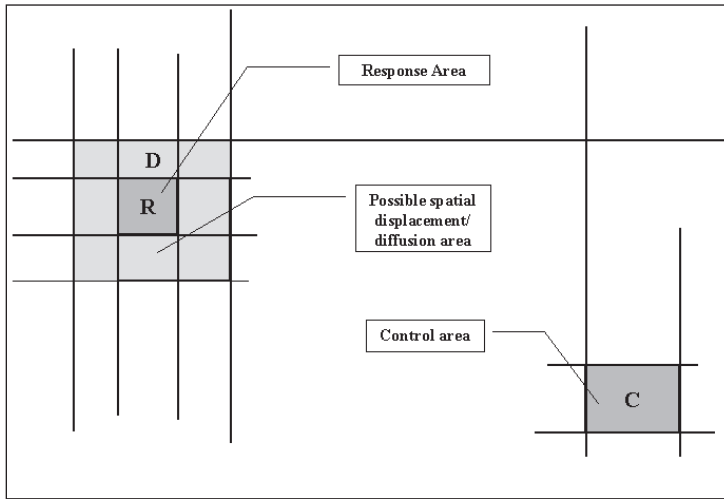 Response Area
D
R
Possible spatial
displacement/
diffusion area
Control area
C